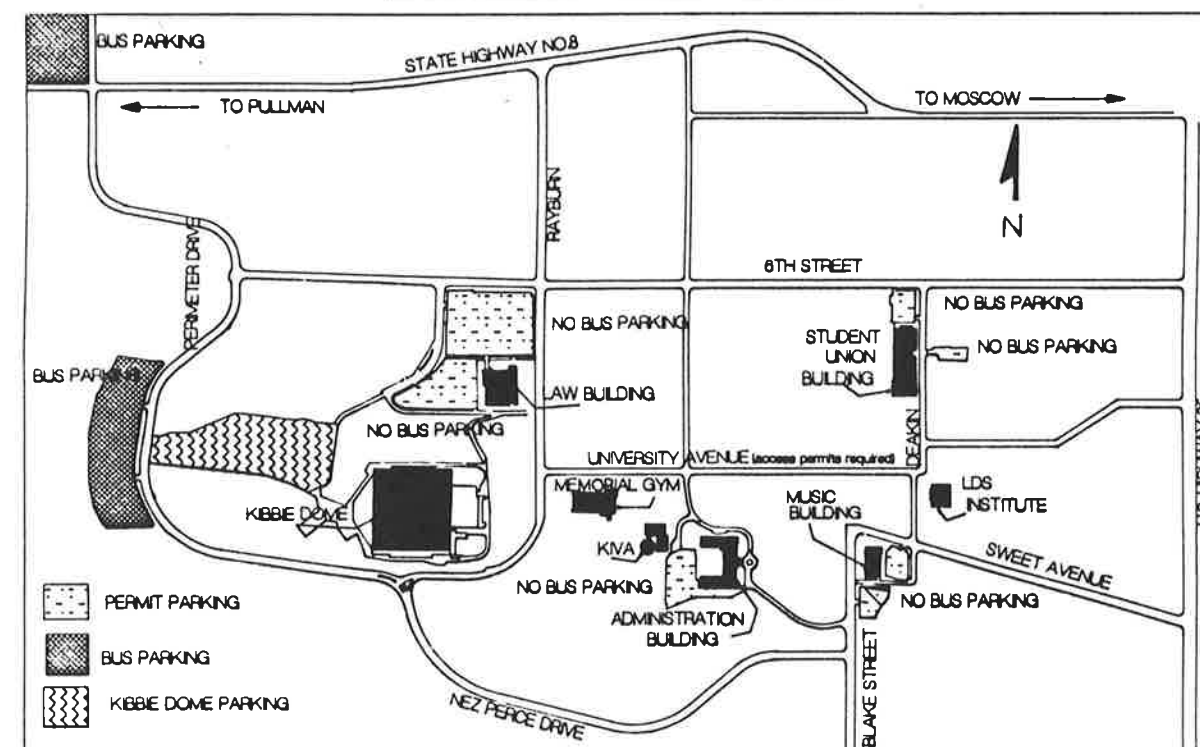 BUS PARKING
STATE HIGHWAY NO.8
TO PULLMAN
TO MOSCOW
N
RAYBURN
PERIMETER DRIVE
6TH STREET
NO BUS PARKING
NO BUS PARKING
STUDENT
UNION
BUILDING
NO BUS PARKING
BUS PARKING
LAW BUILDING
NO BUS PARKING
DEAKIN
UNIVERSITY AVENUE (access permits required)
MEMORIAL GYM
MUSIC
BUILDING
LDS
INSTITUTE
KIBBIE DOME
KIVA
SWEET AVENUE
NO BUS PARKING
NO BUS PARKING
PERMIT PARKING
ADMINISTRATION
BUILDING
BUS PARKING
BLAKE STREET
KIBBIE DOME PARKING
NEZ PERCE DRIVE